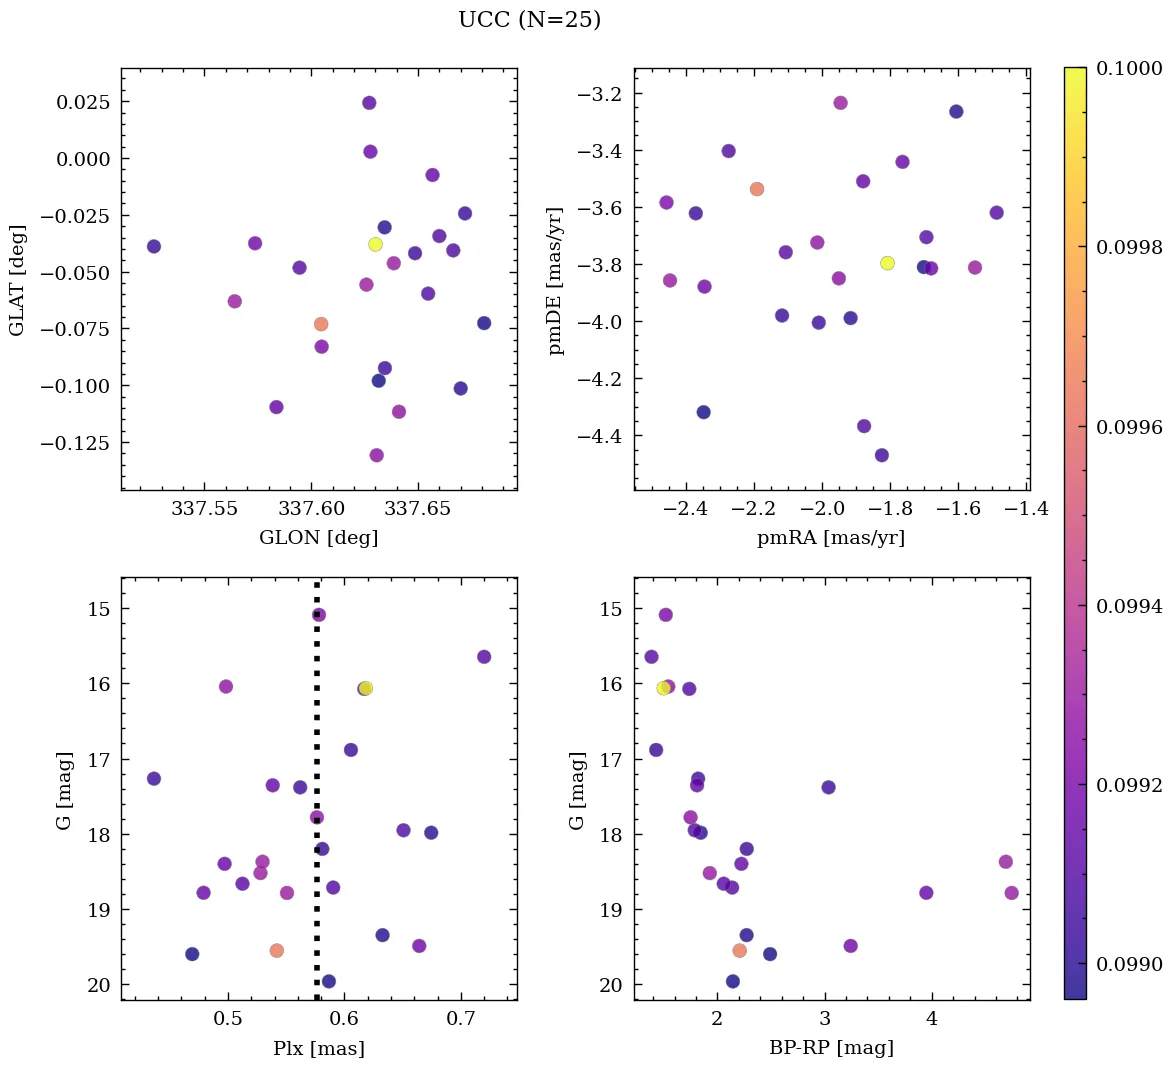 UCC (N=25)
0.025
0.000
−0.025
−0.050
−0.075
−0.100
−0.125
GLAT [deg]
337.55 337.60 337.65
GLON [deg]
−3.2
−3.4
−3.6
−3.8
−4.0
−4.2
−4.4
pmDE [mas/yr]
−2.4 −2.2 −2.0 −1.8 −1.6 −1.4
pmRA [mas/yr]
15
16
17
18
19
20
G [mag]
0.5 0.6 0.7
Plx [mas]
15
16
17
18
19
20
G [mag]
2 3 4
BP-RP [mag]
0.1000
0.0998
0.0996
0.0994
0.0992
0.0990